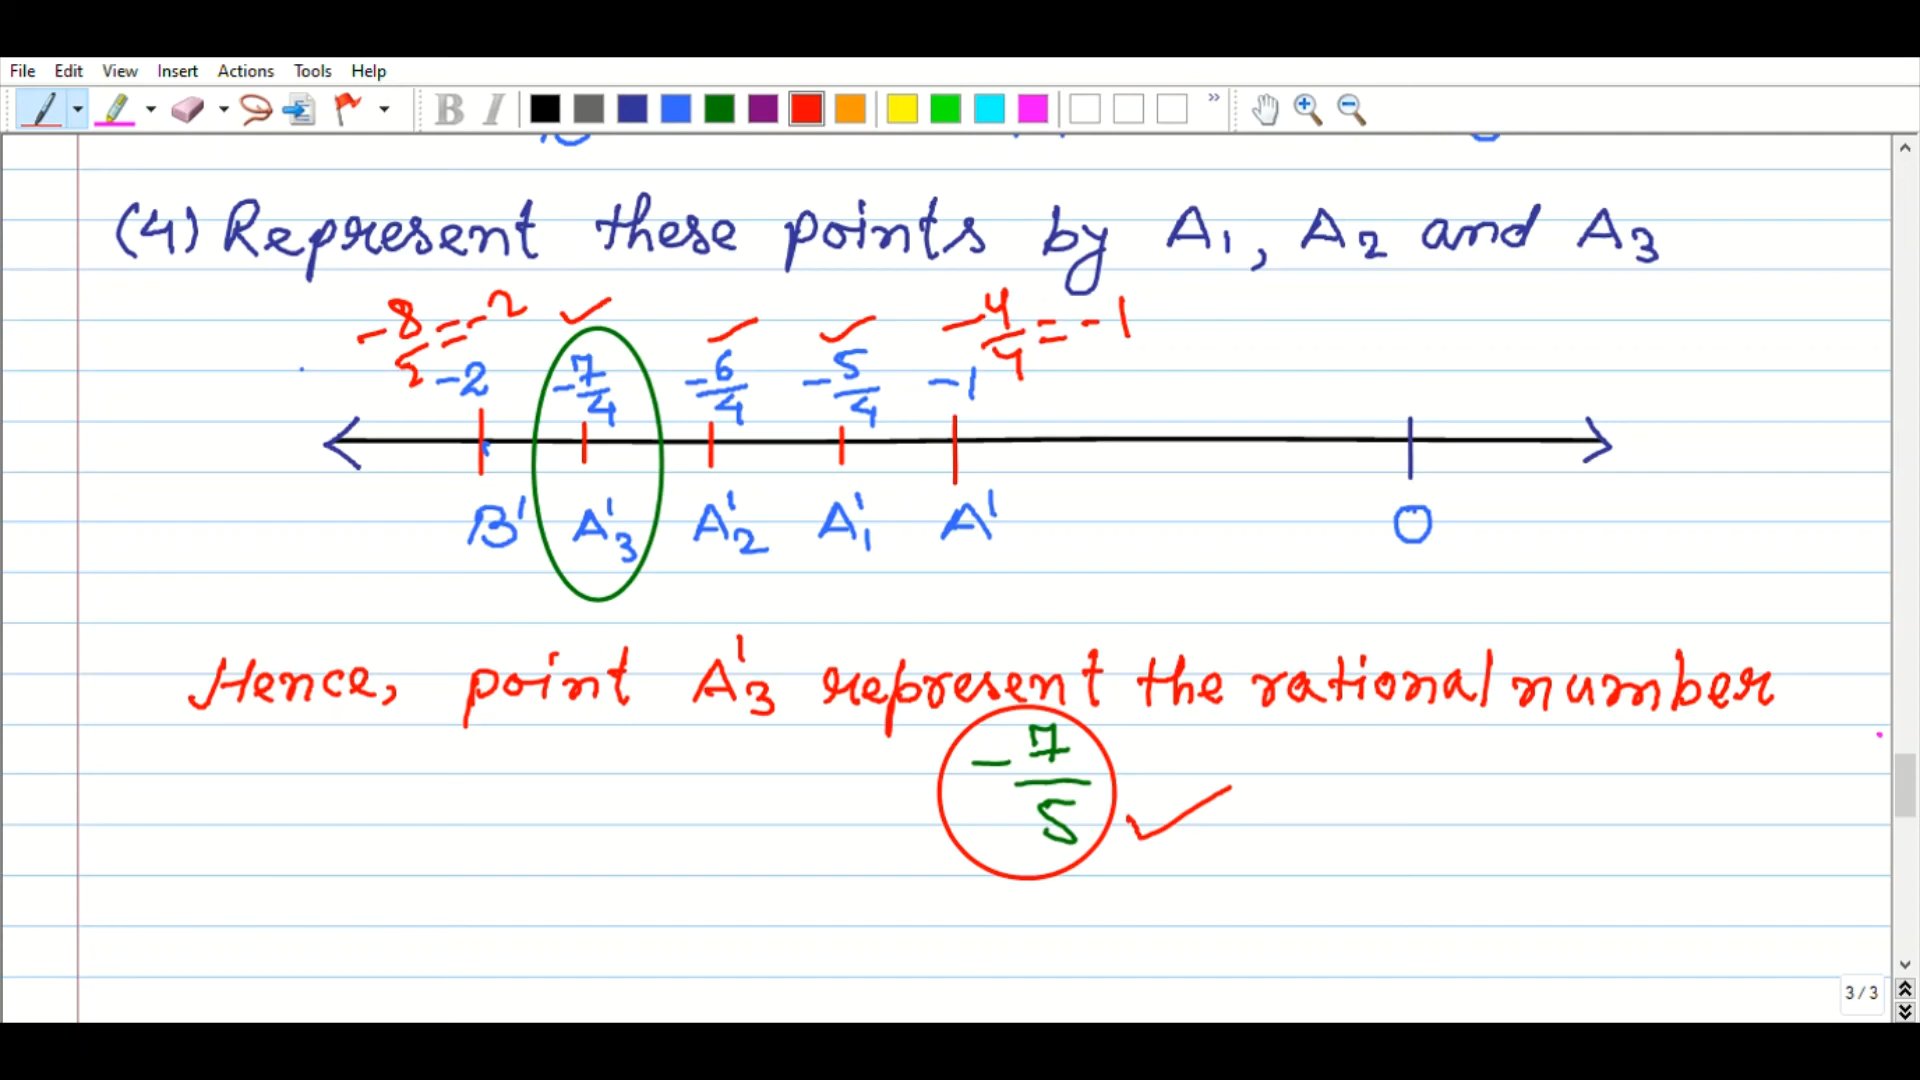 File Edit View Insert Actions Tools Help
B I »
(4) Represent these points by A1, A2 and A3
-8/2 = -2 ✓ ✓ ✓ -4/4 = -1
-2 -7/4 -6/4 -5/4 -1
B' A'3 A'2 A'1 A' O
Hence, point A'3 represent the rational number
-7/5 ✓
3/3